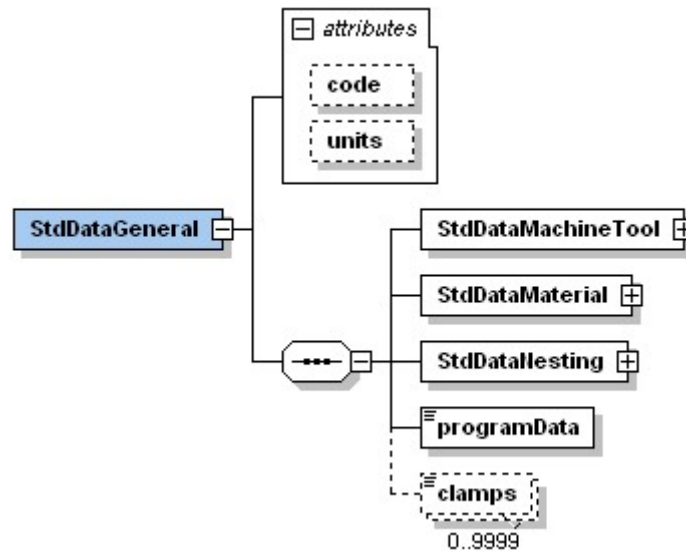 attributes
code
units
StdDataGeneral
StdDataMachineTool
StdDataMaterial
StdDataNesting
programData
clamps
0..9999